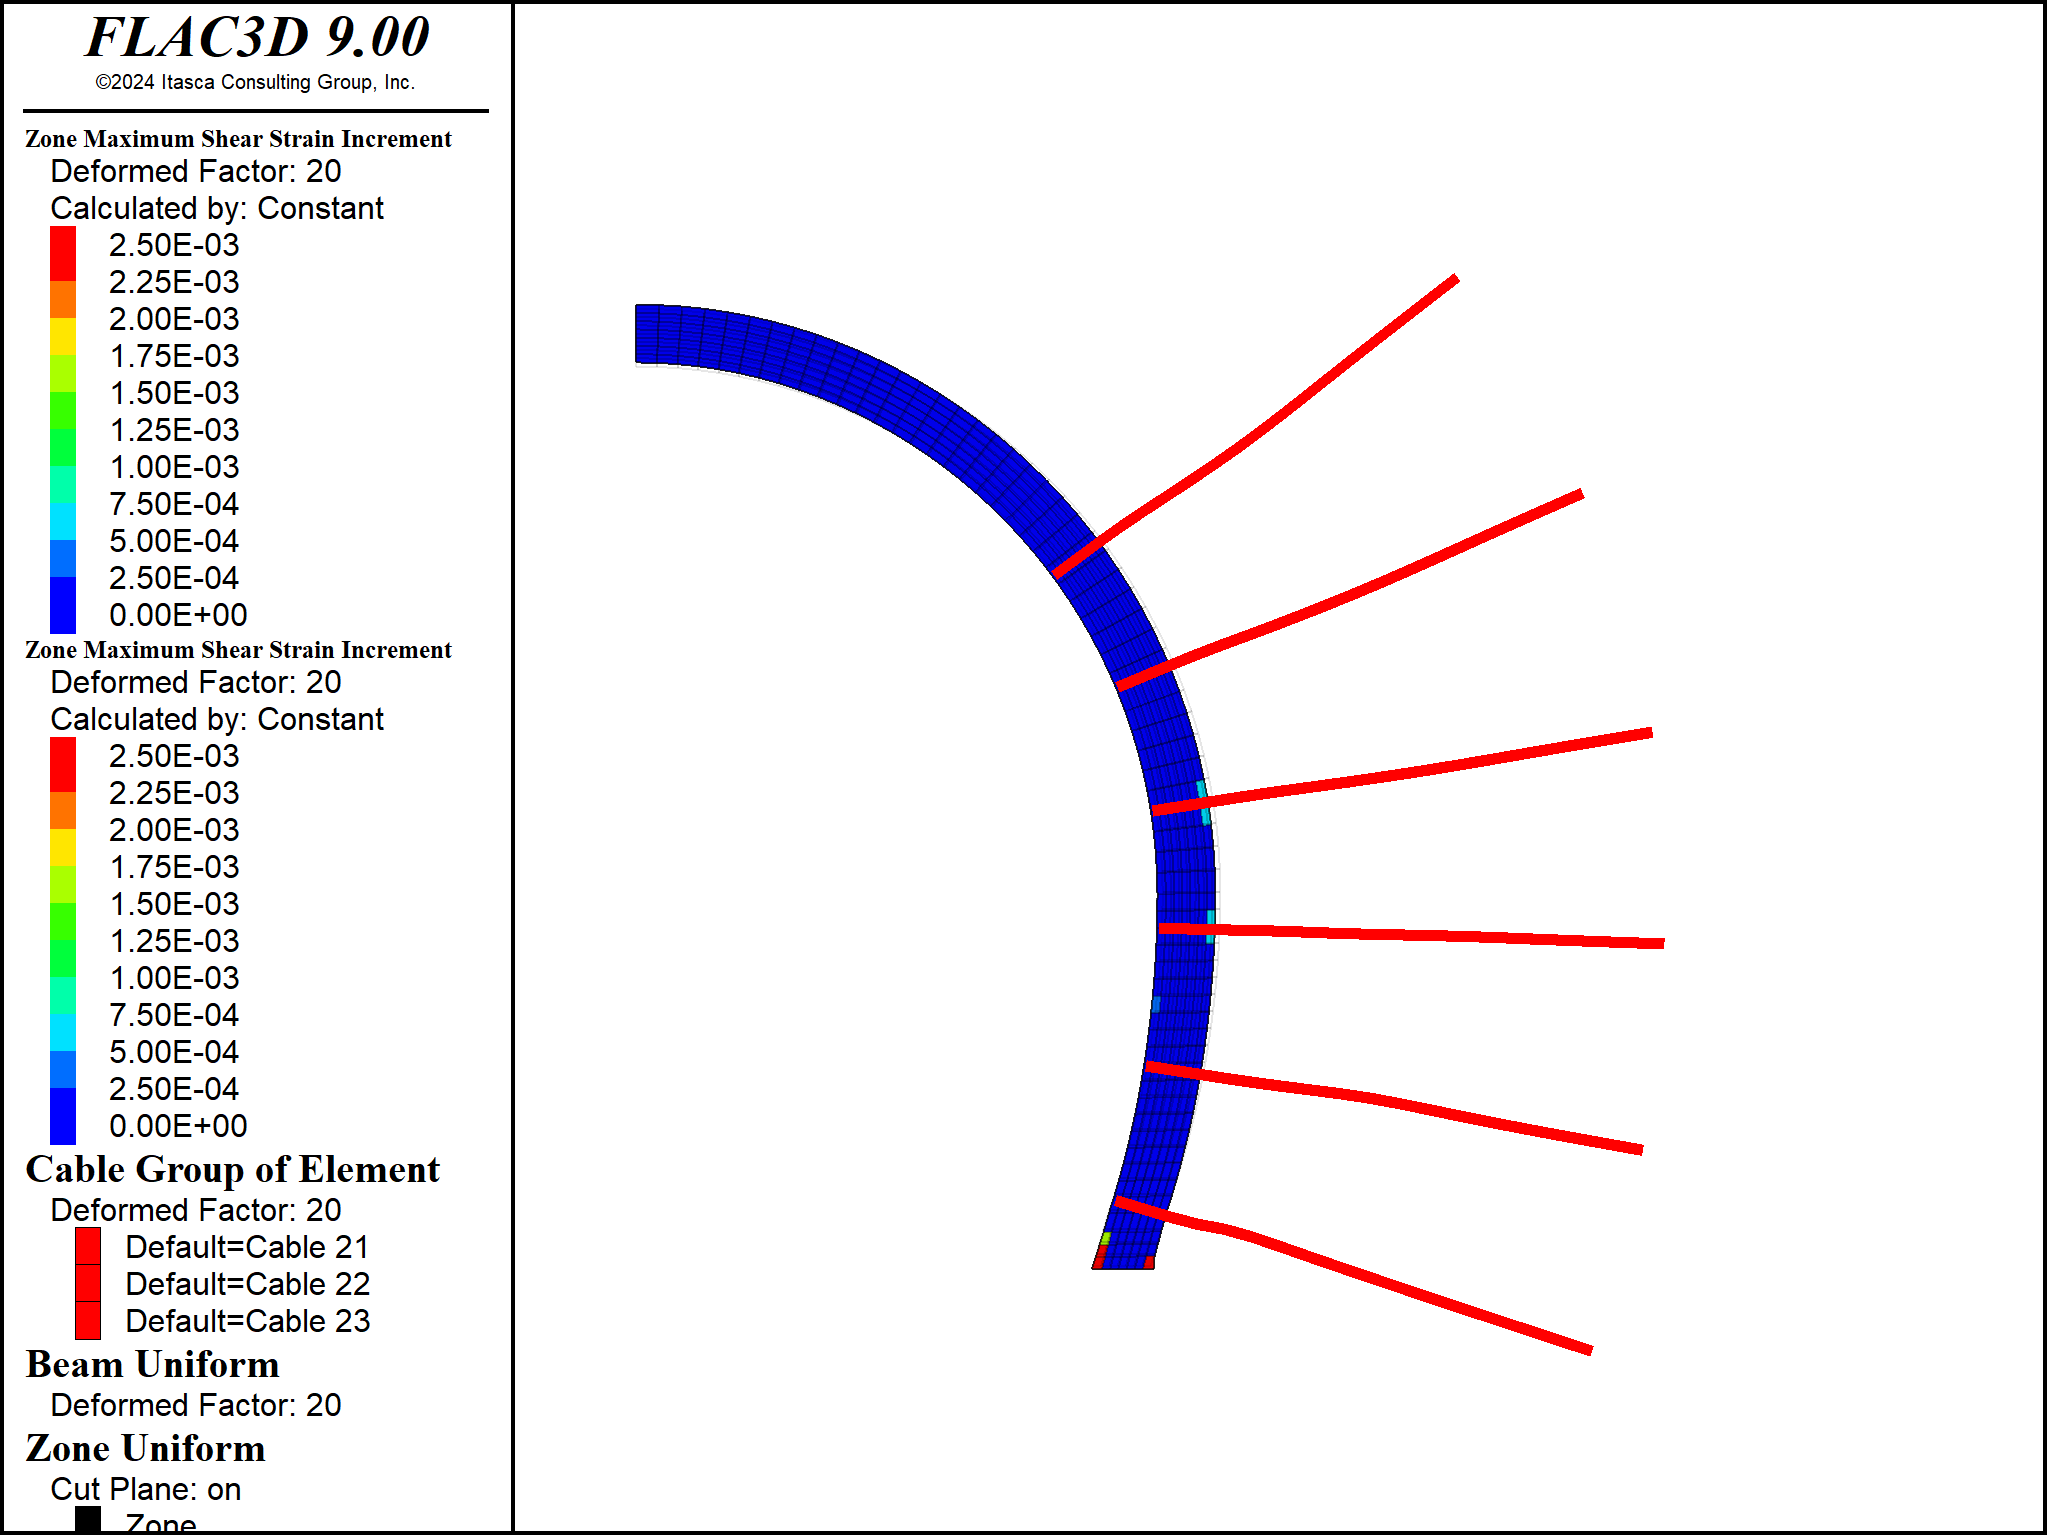 FLAC3D 9.00
©2024 Itasca Consulting Group, Inc.
Zone Maximum Shear Strain Increment
Deformed Factor: 20
Calculated by: Constant
2.50E-03
2.25E-03
2.00E-03
1.75E-03
1.50E-03
1.25E-03
1.00E-03
7.50E-04
5.00E-04
2.50E-04
0.00E+00
Zone Maximum Shear Strain Increment
Deformed Factor: 20
Calculated by: Constant
2.50E-03
2.25E-03
2.00E-03
1.75E-03
1.50E-03
1.25E-03
1.00E-03
7.50E-04
5.00E-04
2.50E-04
0.00E+00
Cable Group of Element
Deformed Factor: 20
Default=Cable 21
Default=Cable 22
Default=Cable 23
Beam Uniform
Deformed Factor: 20
Zone Uniform
Cut Plane: on
Zone